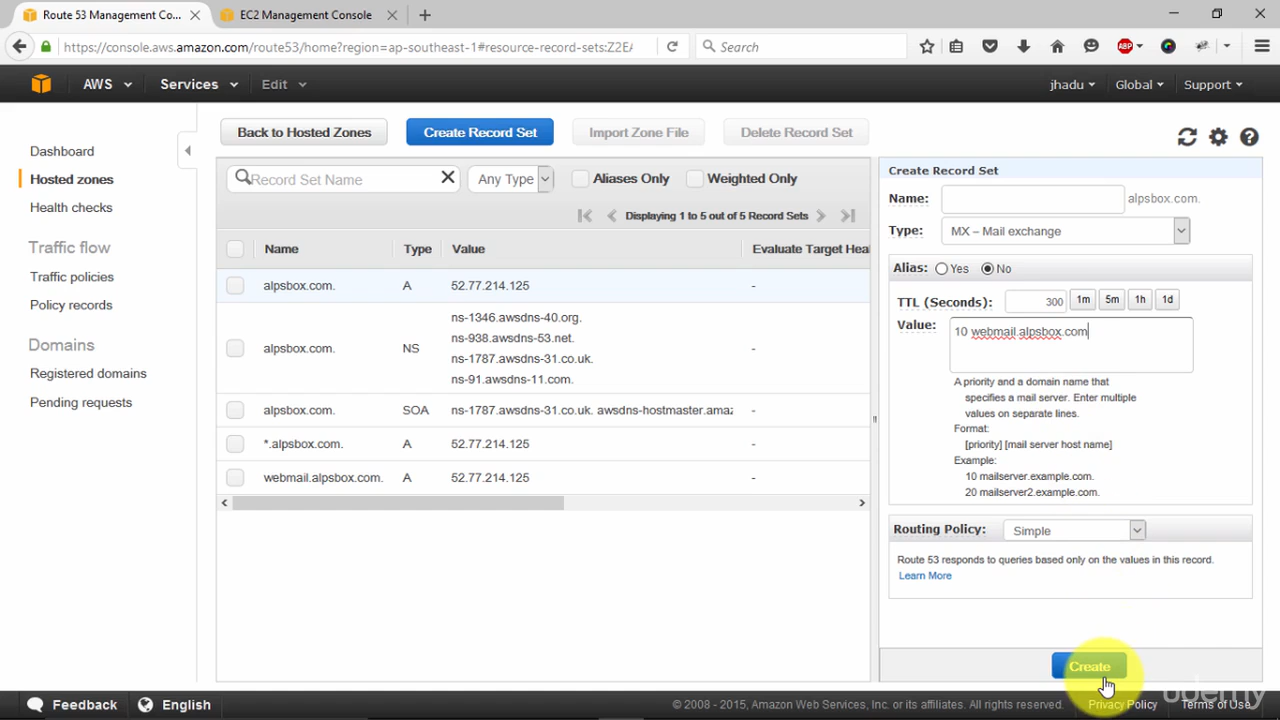 Route 53 Management Co...
EC2 Management Console
https://console.aws.amazon.com/route53/home?region=ap-southeast-1#resource-record-sets:Z2EA
Search
ABP
AWS
Services
Edit
jhadu
Global
Support
Dashboard
Hosted zones
Health checks
Traffic flow
Traffic policies
Policy records
Domains
Registered domains
Pending requests
Back to Hosted Zones
Create Record Set
Import Zone File
Delete Record Set
Record Set Name
Any Type
Aliases Only
Weighted Only
Displaying 1 to 5 out of 5 Record Sets
Name Type Value Evaluate Target Heal
alpsbox.com. A 52.77.214.125 -
alpsbox.com. NS ns-1346.awsdns-40.org. -
ns-938.awsdns-53.net.
ns-1787.awsdns-31.co.uk.
ns-91.awsdns-11.com.
alpsbox.com. SOA ns-1787.awsdns-31.co.uk. awsdns-hostmaster.amaz -
*.alpsbox.com. A 52.77.214.125 -
webmail.alpsbox.com. A 52.77.214.125 -
Create Record Set
Name: alpsbox.com.
Type: MX – Mail exchange
Alias: Yes No
TTL (Seconds): 300 1m 5m 1h 1d
Value: 10 webmail.alpsbox.com
A priority and a domain name that
specifies a mail server. Enter multiple
values on separate lines.
Format:
[priority] [mail server host name]
Example:
10 mailserver.example.com.
20 mailserver2.example.com.
Routing Policy: Simple
Route 53 responds to queries based only on the values in this record.
Learn More
Create
Feedback
English
© 2008 - 2015, Amazon Web Services, Inc. or its affiliates. All rights reserved.
Privacy Policy
Terms of Use
udemy